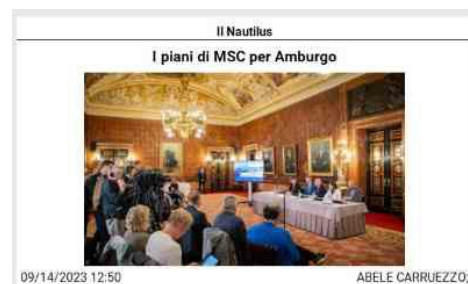 Il Nautilus
I piani di MSC per Amburgo
09/14/2023 12:50
ABELE CARRUEZZO;